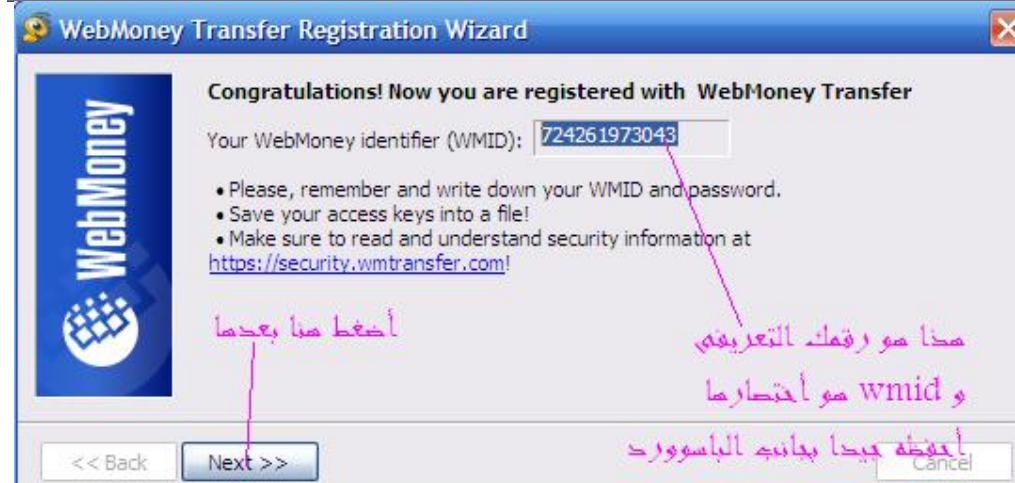 WebMoney Transfer Registration Wizard
WebMoney
Congratulations! Now you are registered with WebMoney Transfer
Your WebMoney identifier (WMID): 724261973043
• Please, remember and write down your WMID and password.
• Save your access keys into a file!
• Make sure to read and understand security information at
https://security.wmtransfer.com!
أضغط هنا بعدها
هذا هو رقمك التعريفي
و wmid هو أختصارها
أحفظه جيدا بجانب الباسوورد
<< Back
Next >>
Cancel